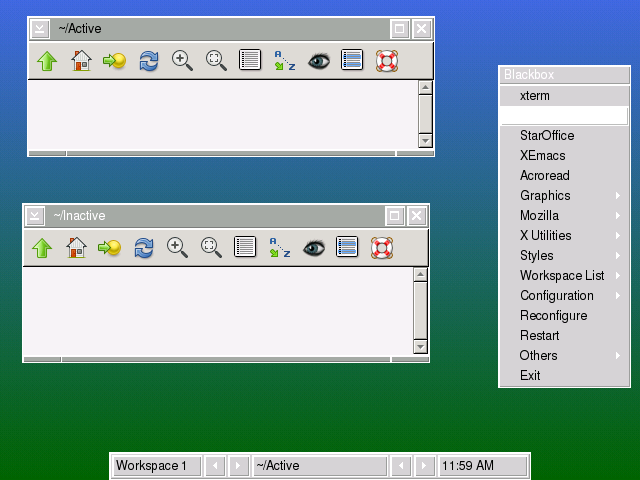 ~/Active
~/Inactive
Blackbox
xterm
StarOffice
XEmacs
Acroread
Graphics
Mozilla
X Utilities
Styles
Workspace List
Configuration
Reconfigure
Restart
Others
Exit
Workspace 1
~/Active
11:59 AM